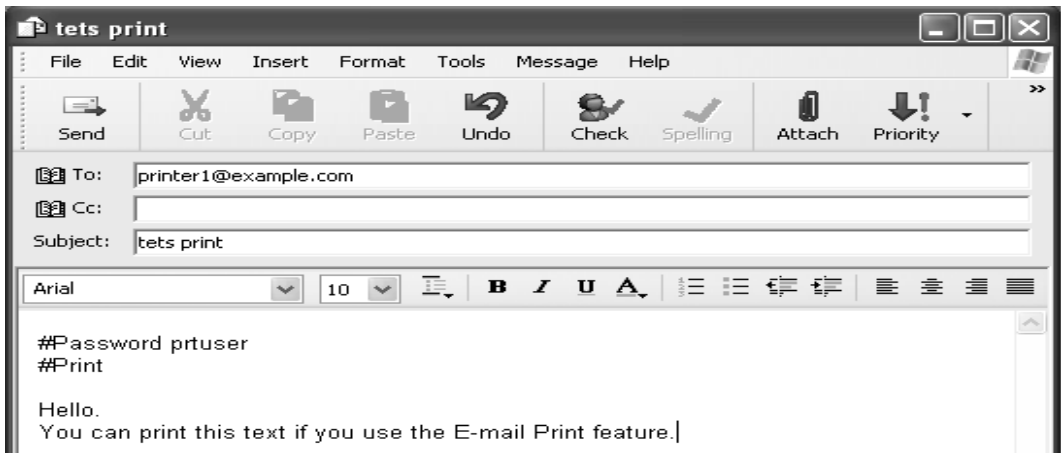 tets print
File Edit View Insert Format Tools Message Help
Send Cut Copy Paste Undo Check Spelling Attach Priority »
To: printer1@example.com
Cc:
Subject: tets print
Arial 10 B I U A
#Password prtuser
#Print
Hello.
You can print this text if you use the E-mail Print feature.